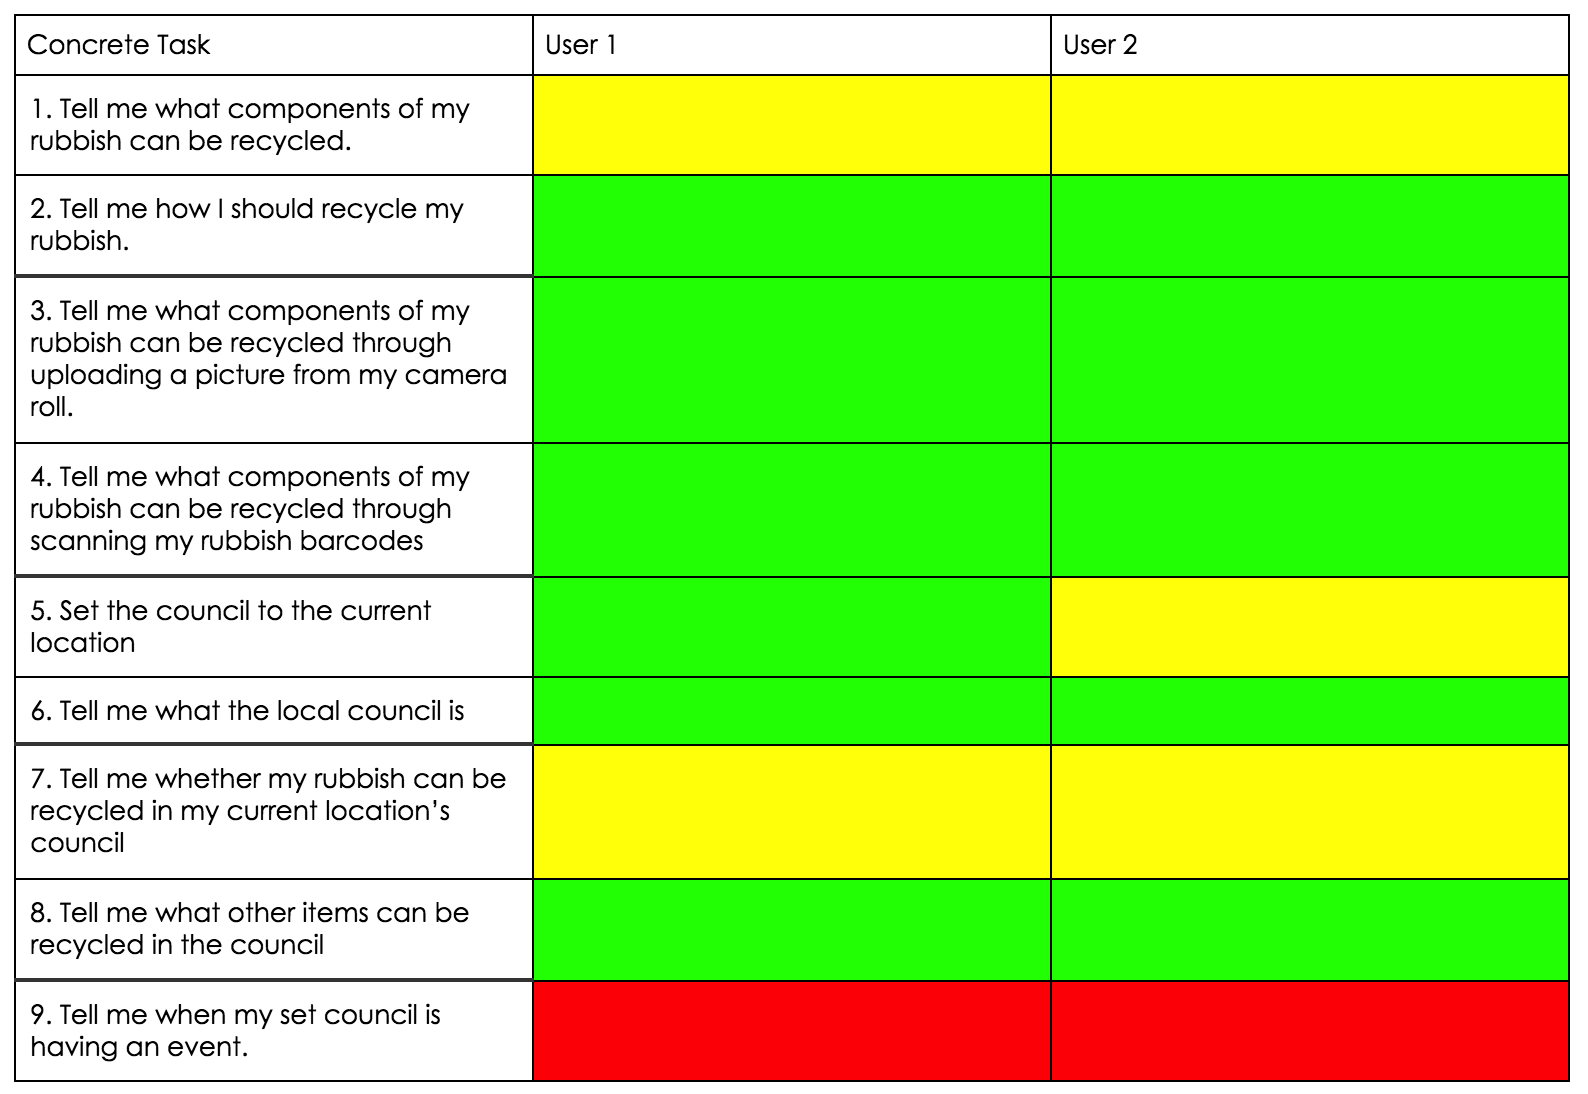 Concrete Task
User 1
User 2
1. Tell me what components of my
rubbish can be recycled.
2. Tell me how I should recycle my
rubbish.
3. Tell me what components of my
rubbish can be recycled through
uploading a picture from my camera
roll.
4. Tell me what components of my
rubbish can be recycled through
scanning my rubbish barcodes
5. Set the council to the current
location
6. Tell me what the local council is
7. Tell me whether my rubbish can be
recycled in my current location’s
council
8. Tell me what other items can be
recycled in the council
9. Tell me when my set council is
having an event.